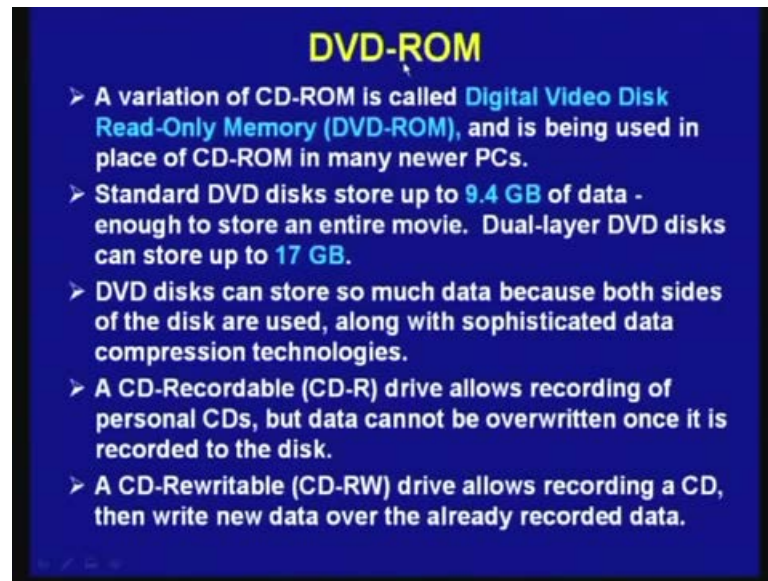 DVD-ROM
➢ A variation of CD-ROM is called Digital Video Disk
Read-Only Memory (DVD-ROM), and is being used in
place of CD-ROM in many newer PCs.
➢ Standard DVD disks store up to 9.4 GB of data -
enough to store an entire movie. Dual-layer DVD disks
can store up to 17 GB.
➢ DVD disks can store so much data because both sides
of the disk are used, along with sophisticated data
compression technologies.
➢ A CD-Recordable (CD-R) drive allows recording of
personal CDs, but data cannot be overwritten once it is
recorded to the disk.
➢ A CD-Rewritable (CD-RW) drive allows recording a CD,
then write new data over the already recorded data.